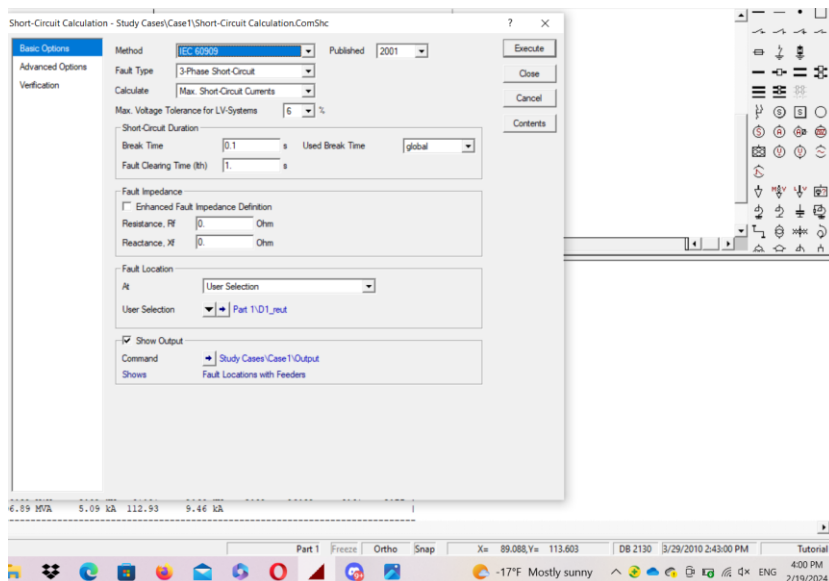 Short-Circuit Calculation - Study Cases\Case1\Short-Circuit Calculation.ComShc
Basic Options
Advanced Options
Verification
Method IEC 60909 Published 2001
Fault Type 3-Phase Short-Circuit
Calculate Max. Short-Circuit Currents
Max. Voltage Tolerance for LV-Systems 6 %
Short-Circuit Duration
Break Time 0.1 s Used Break Time global
Fault Clearing Time (Ith) 1. s
Fault Impedance
Enhanced Fault Impedance Definition
Resistance, Rf 0. Ohm
Reactance, Xf 0. Ohm
Fault Location
At User Selection
User Selection Part 1\D1_reut
Show Output
Command Study Cases\Case1\Output
Shows Fault Locations with Feeders
Execute
Close
Cancel
Contents
6.89 MVA 5.09 kA 112.93 9.46 kA
Part 1 Freeze Ortho Snap X= 89.088,Y= 113.603 DB 2130 3/29/2010 2:43:00 PM Tutorial
-17°F Mostly sunny ENG 4:00 PM